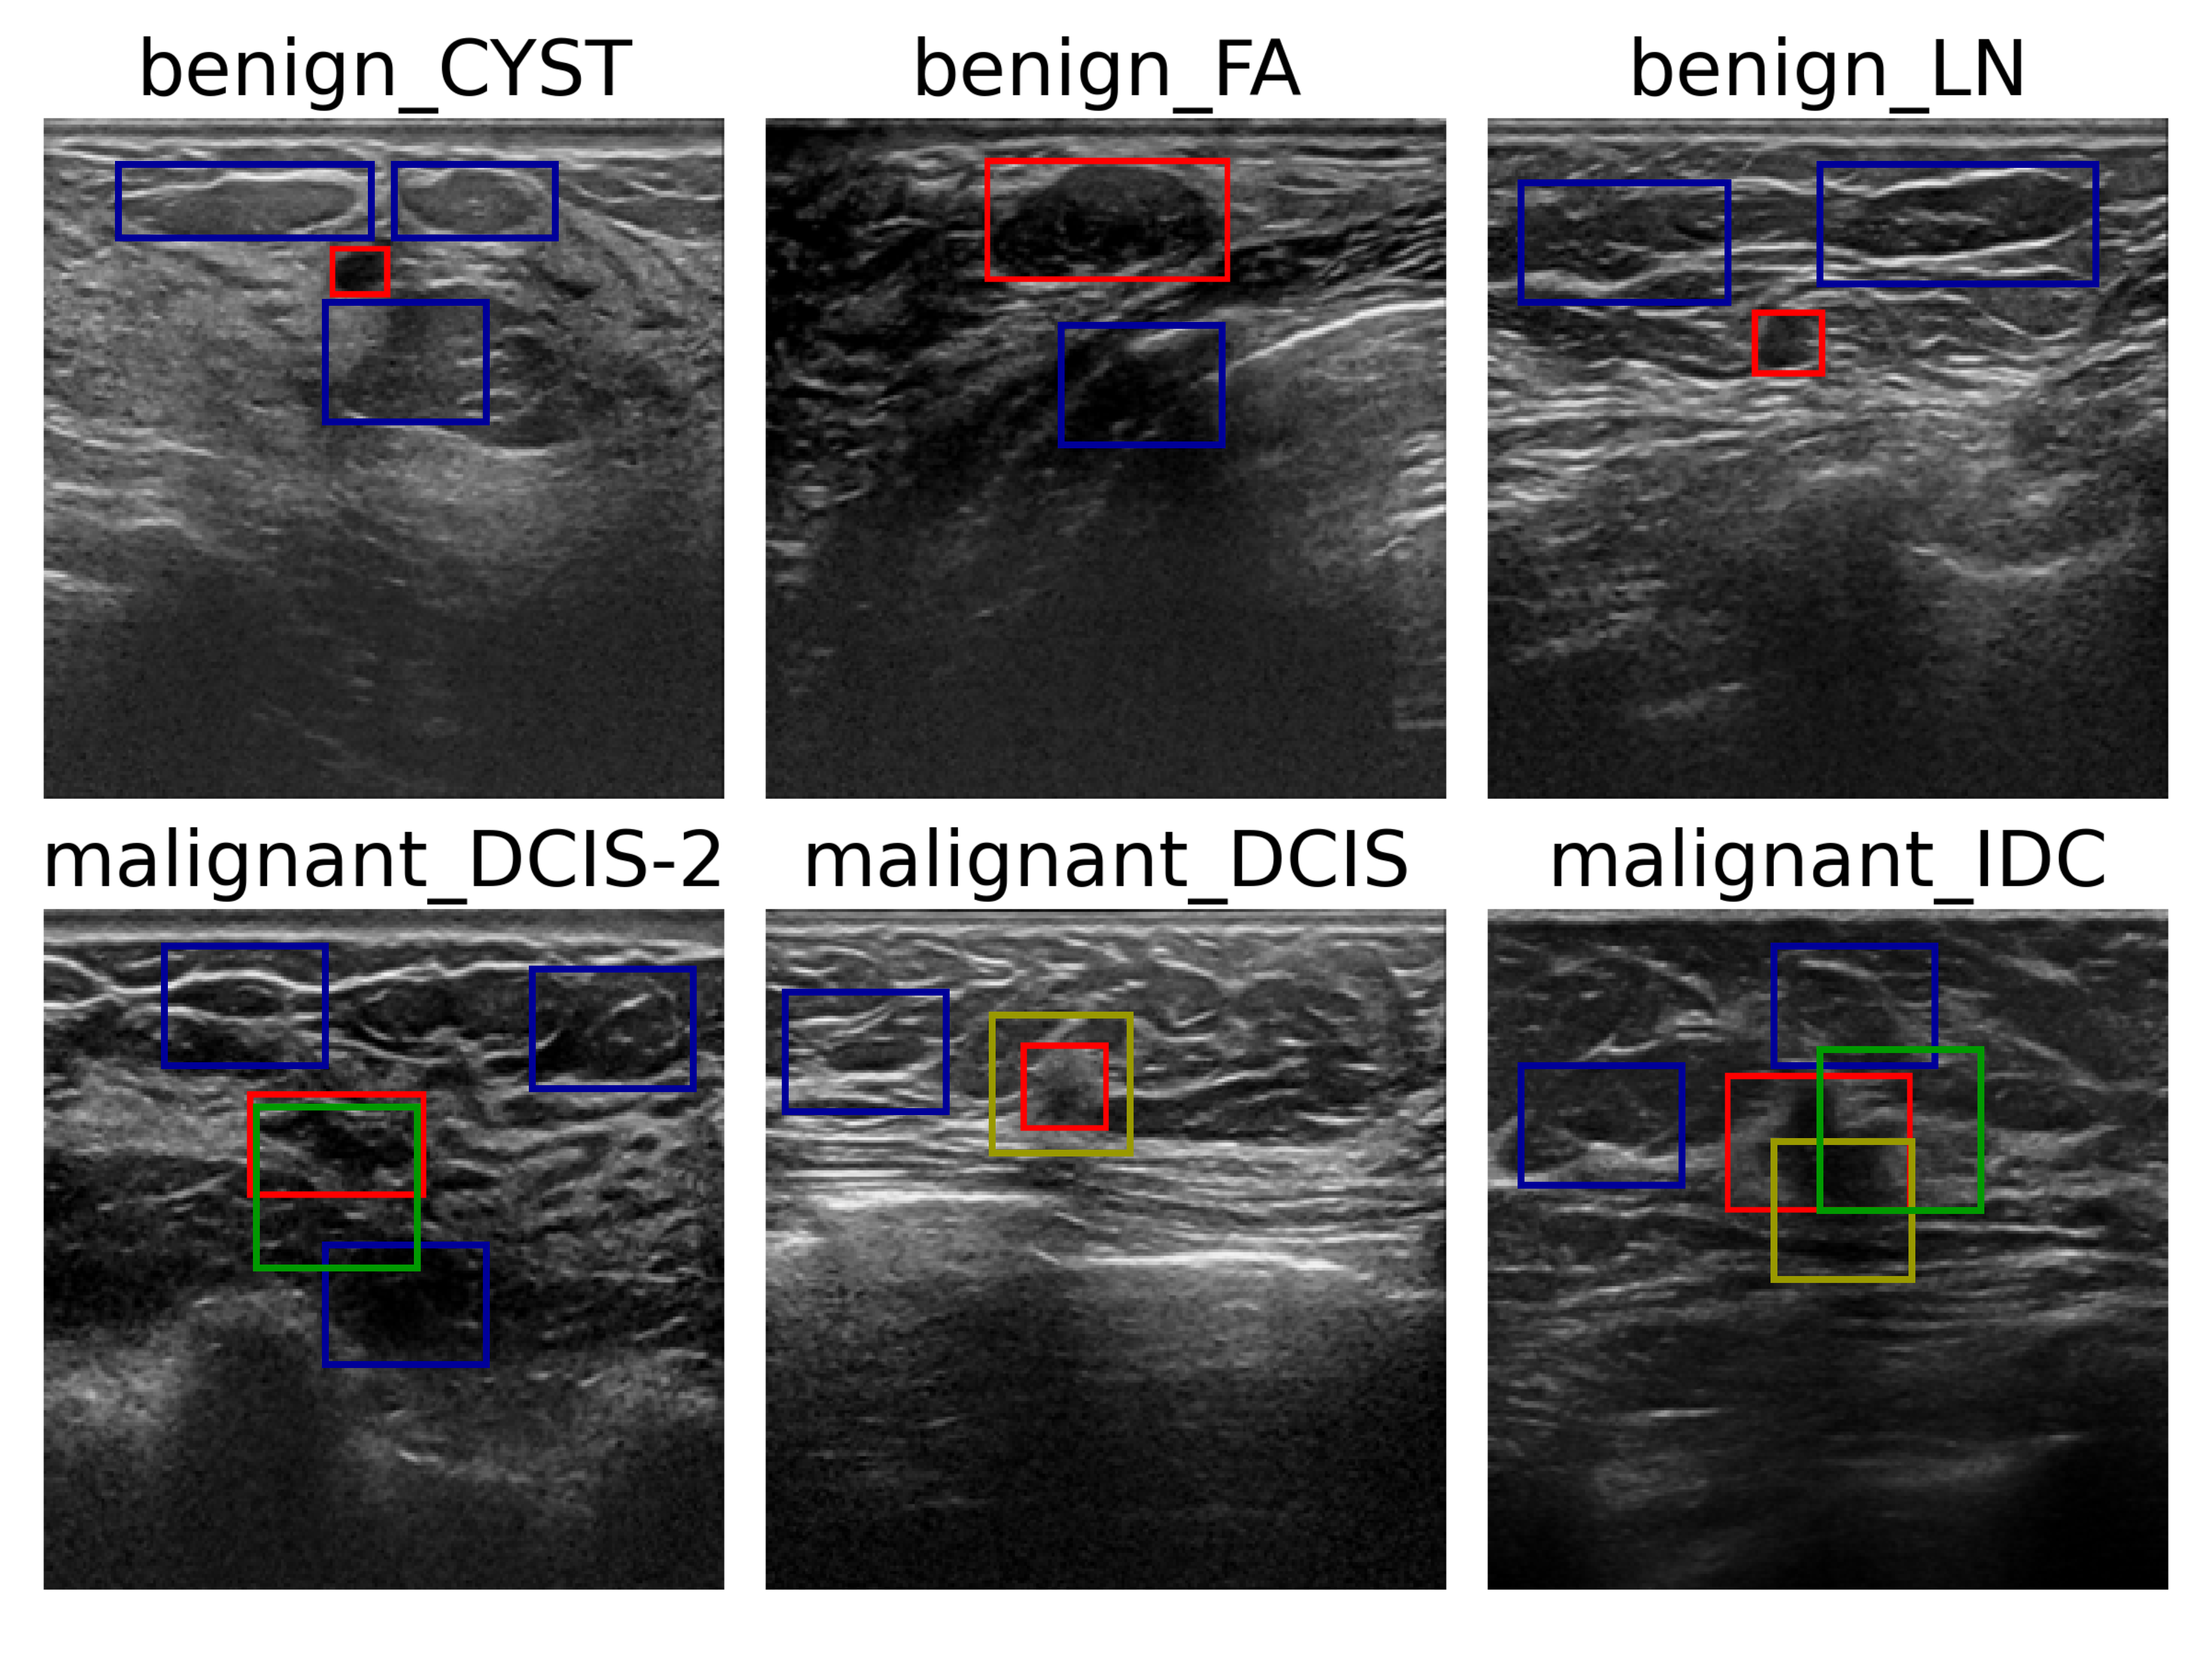 benign_CYST
benign_FA
benign_LN
malignant_DCIS-2
malignant_DCIS
malignant_IDC